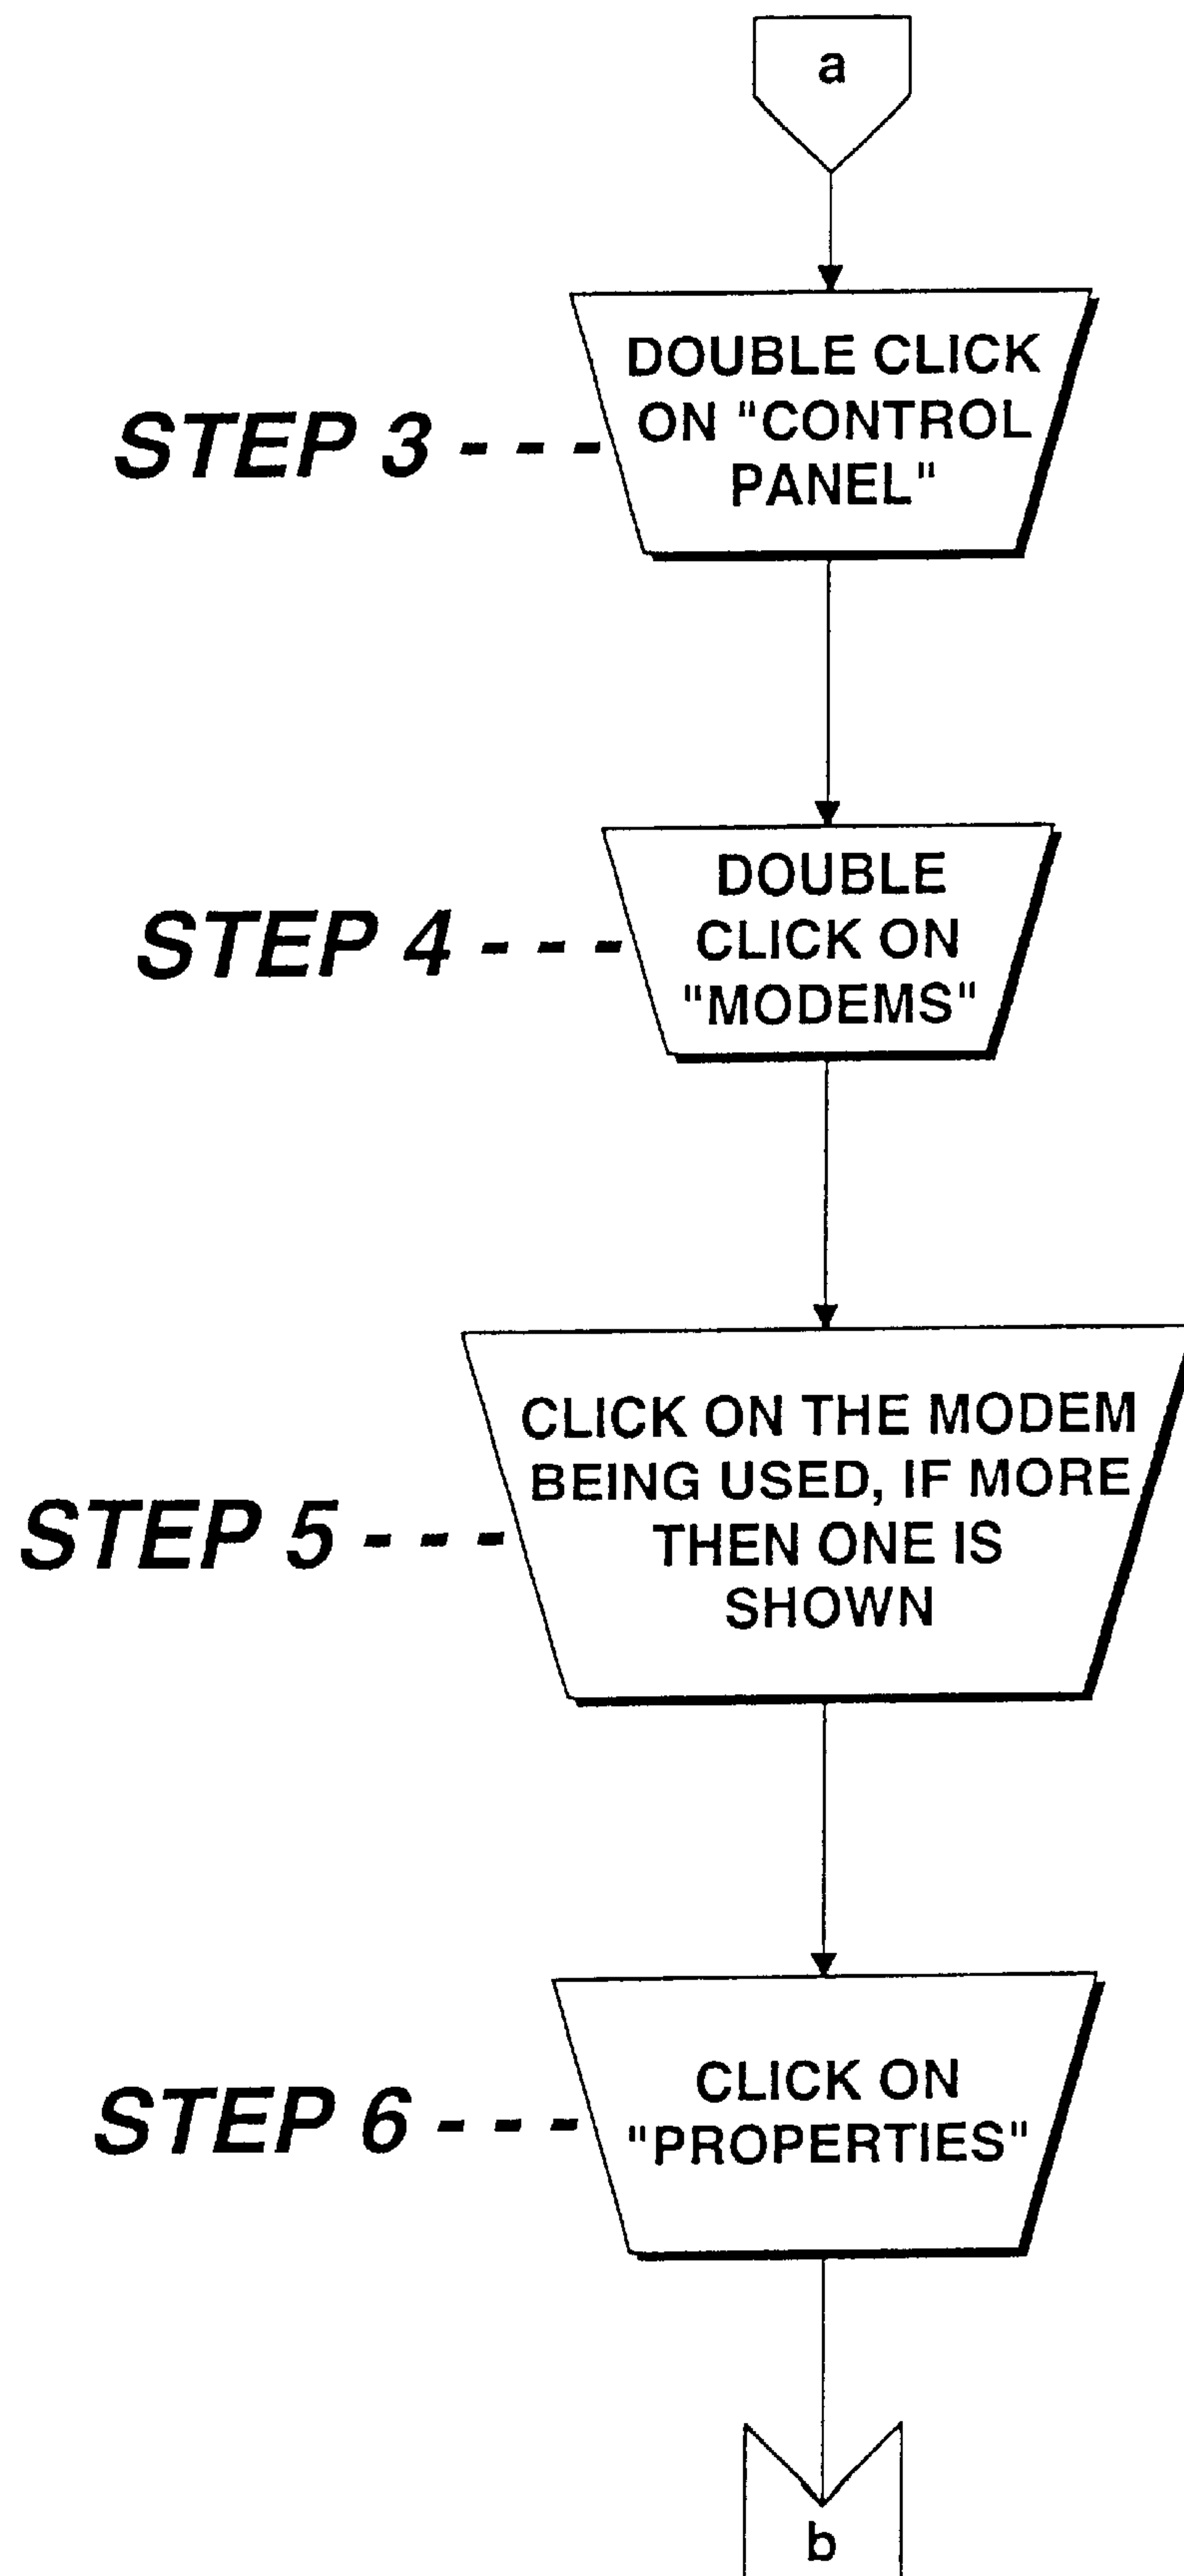 a
DOUBLE CLICK
ON "CONTROL
PANEL"
STEP 3 - - -
DOUBLE
CLICK ON
"MODEMS"
STEP 4 - - -
CLICK ON THE MODEM
BEING USED, IF MORE
THEN ONE IS
SHOWN
STEP 5 - - -
CLICK ON
"PROPERTIES"
STEP 6 - - -
b